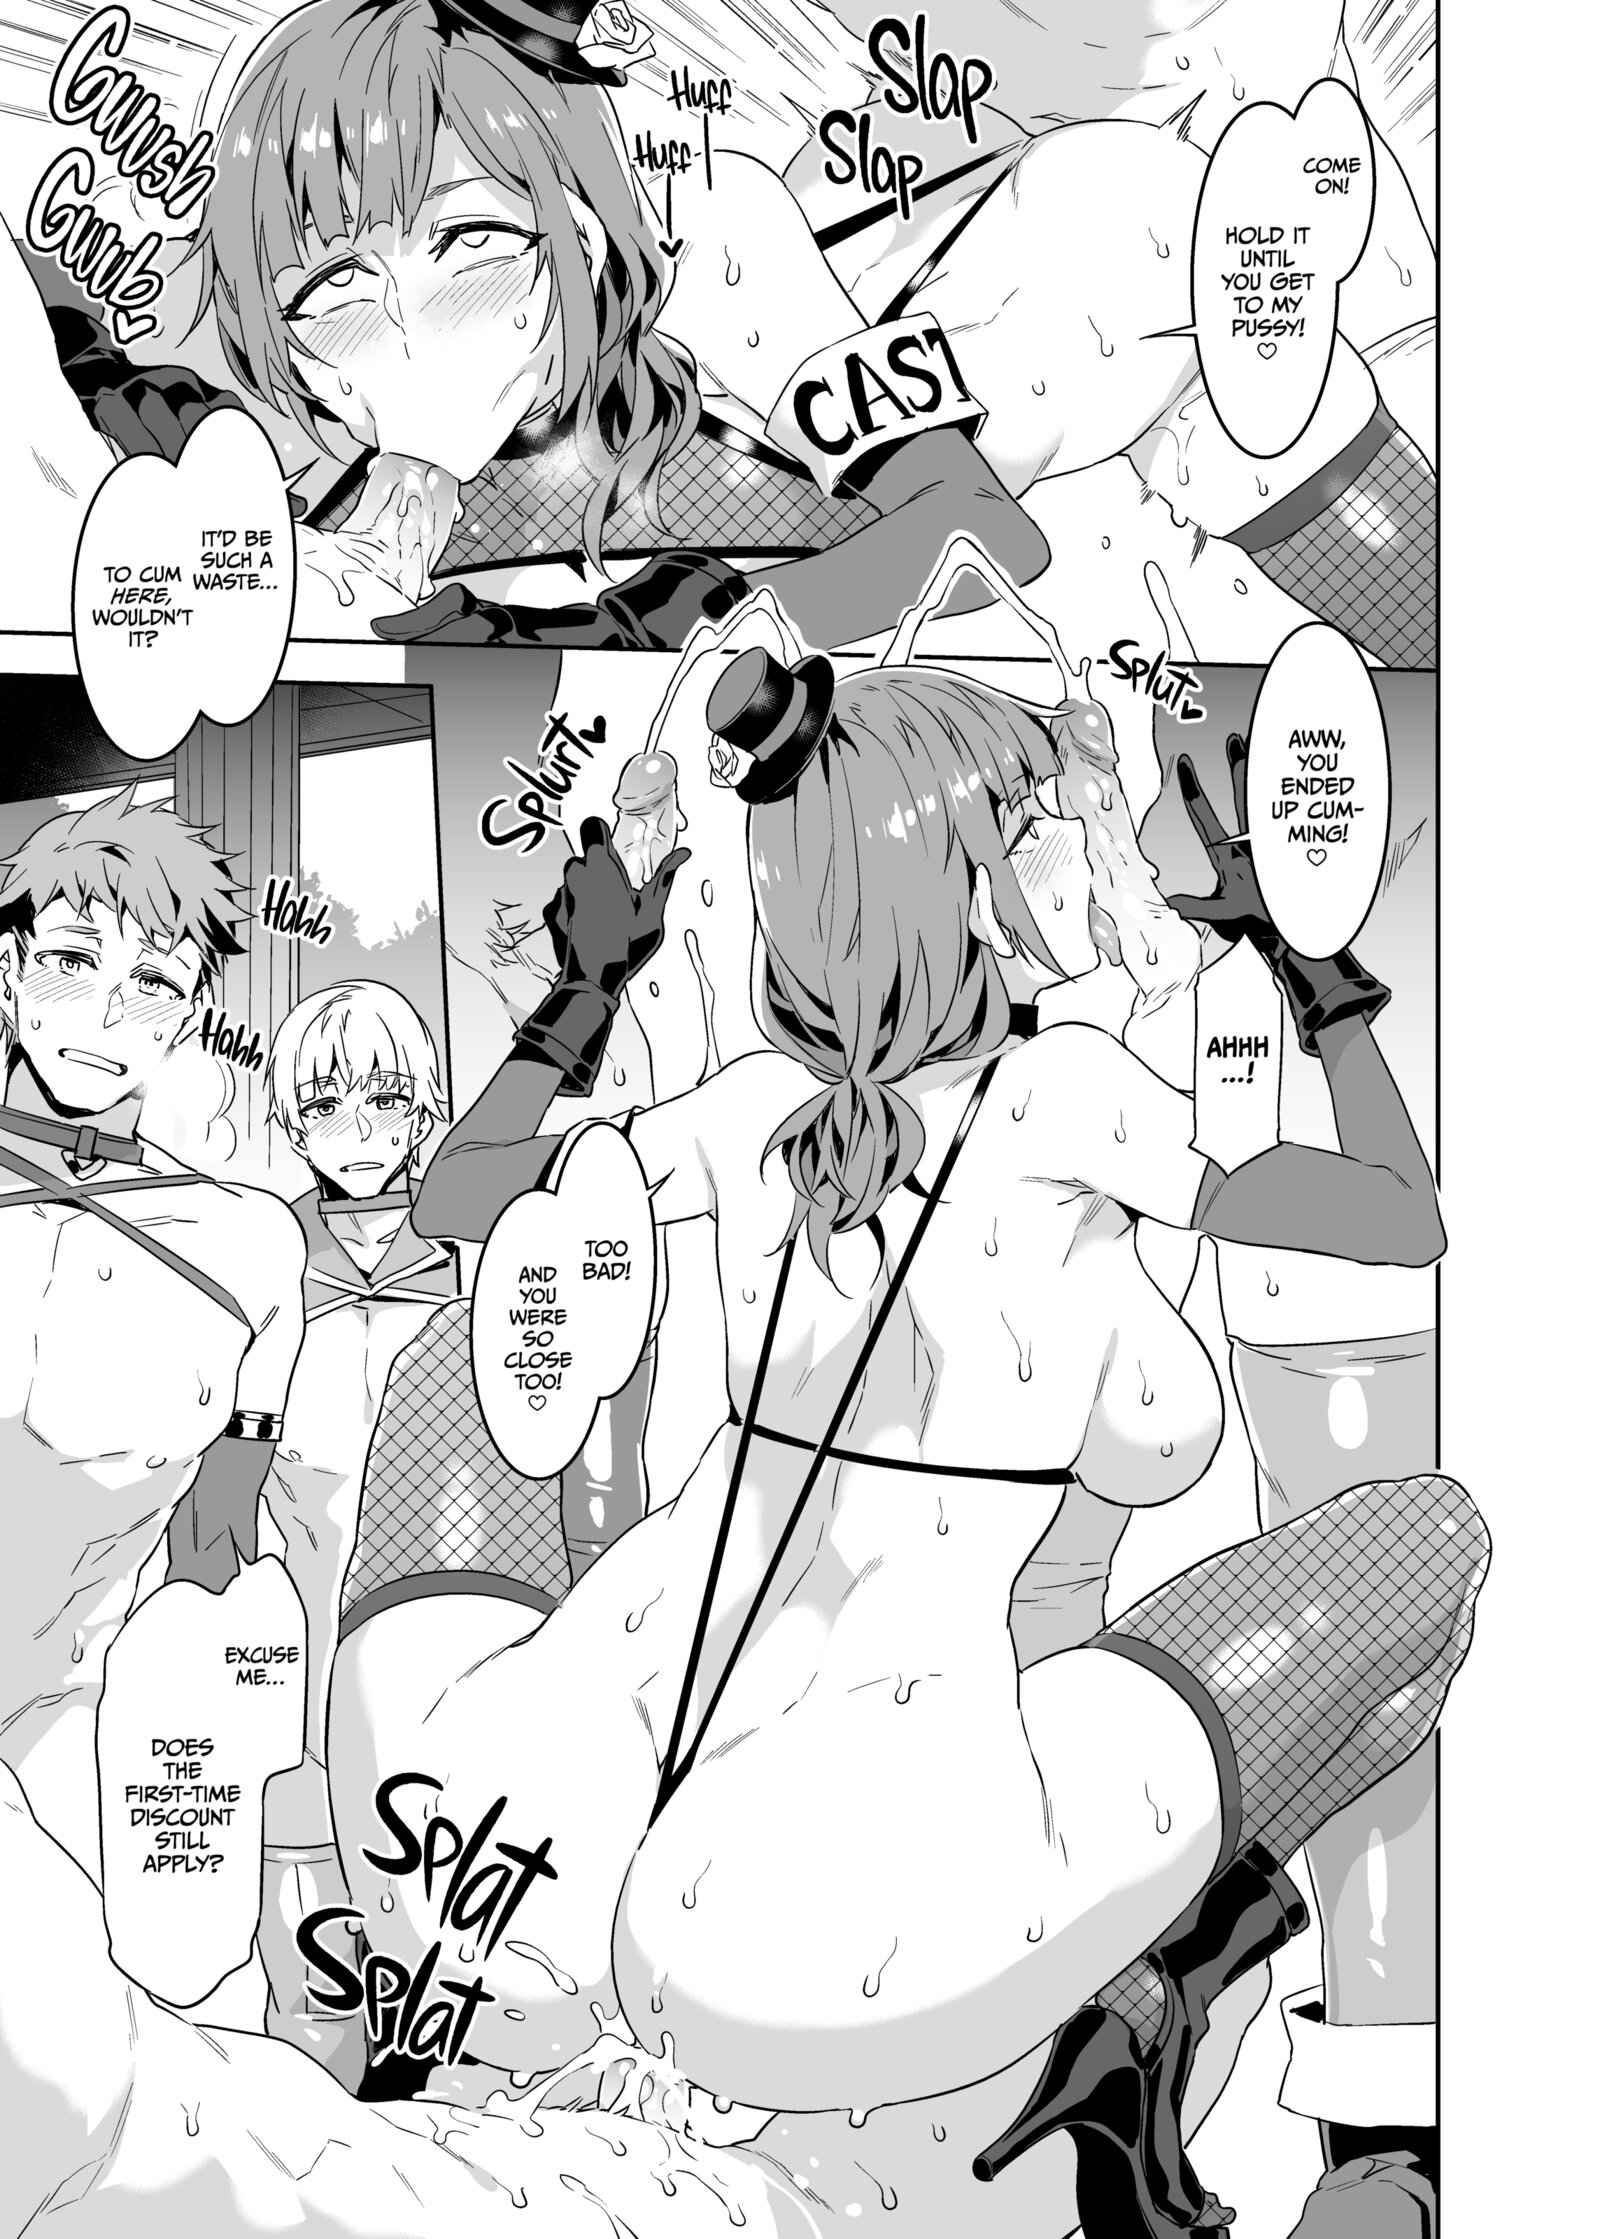 COME
ON!
HOLD IT
UNTIL
YOU GET
TO MY
PUSSY!
♡
Slap
Slap
Huff
Huff
Gwush
Gwub
CAST
IT'D BE
SUCH A
WASTE...
TO CUM
HERE,
WOULDN'T
IT?
Splut
AWW,
YOU
ENDED
UP CUM-
MING!
♡
AHHH
...!
Splurt
Hahh
Hahh
TOO
BAD!
AND
YOU
WERE
SO
CLOSE
TOO!
♡
EXCUSE
ME...
DOES
THE
FIRST-TIME
DISCOUNT
STILL
APPLY?
Splat
Splat